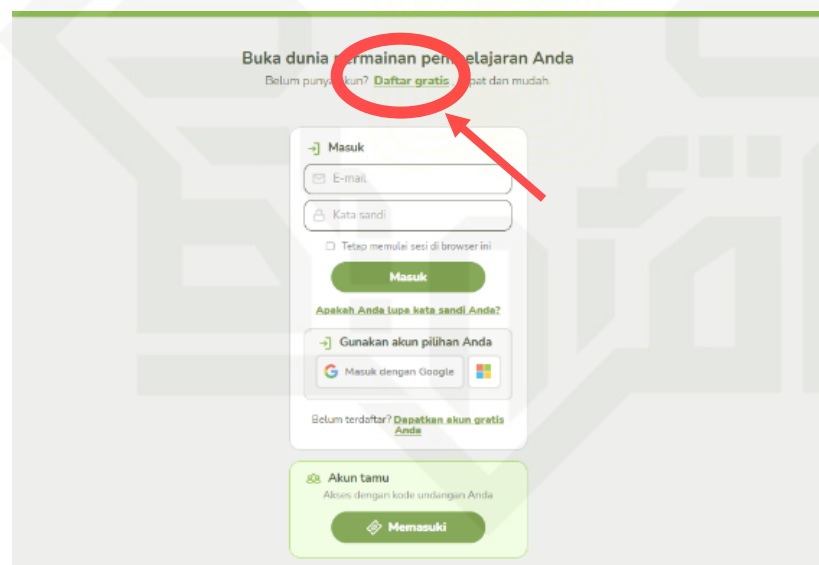 Buka dunia permainan pembelajaran Anda
Belum punya akun? Daftar gratis, cepat dan mudah.
Masuk
E-mail
Kata sandi
Tetap memulai sesi di browser ini
Masuk
Apakah Anda lupa kata sandi Anda?
Gunakan akun pilihan Anda
Masuk dengan Google
Belum terdaftar? Dapatkan akun gratis
Anda
Akun tamu
Akses dengan kode undangan Anda
Memasuki